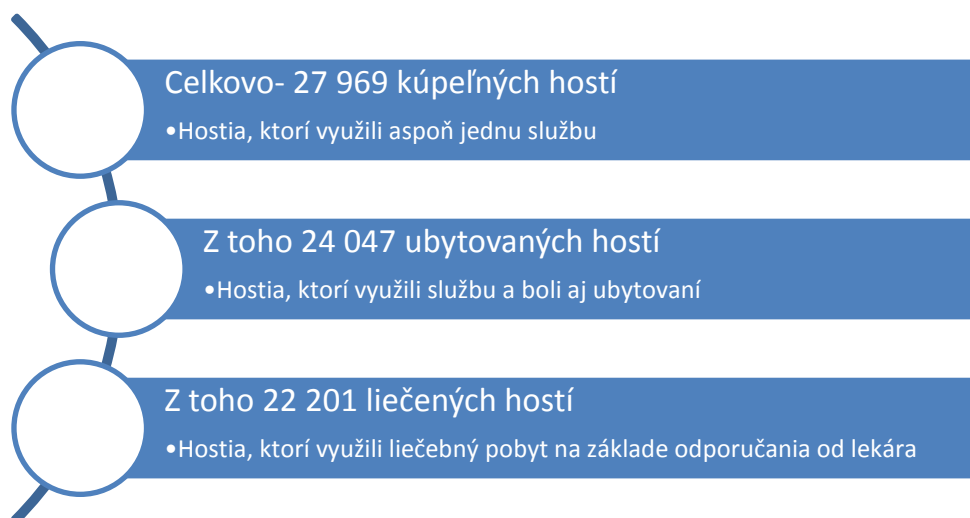 Celkovo- 27 969 kúpeľných hostí
•Hostia, ktorí využili aspoň jednu službu
Z toho 24 047 ubytovaných hostí
•Hostia, ktorí využili službu a boli aj ubytovaní
Z toho 22 201 liečených hostí
•Hostia, ktorí využili liečebný pobyt na základe odporučania od lekára